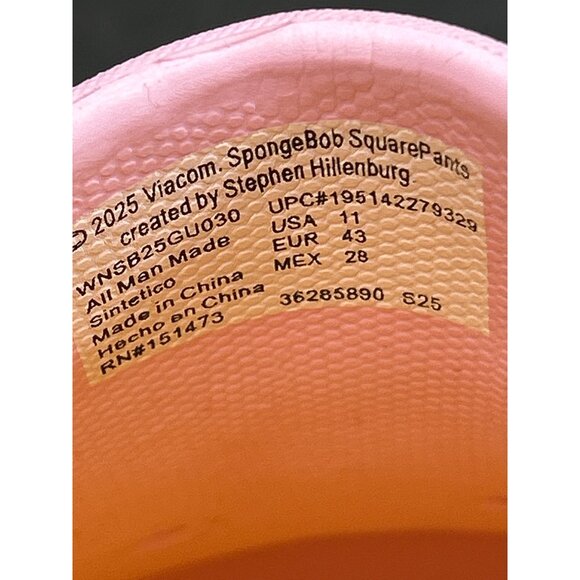 © 2025 Viacom. SpongeBob SquarePants
created by Stephen Hillenburg.
WNSB25GU030
All Man Made
Sintetico
Made in China
Hecho en China
RN#151473
UPC#195142279329
USA 11
EUR 43
MEX 28
36285890 S25